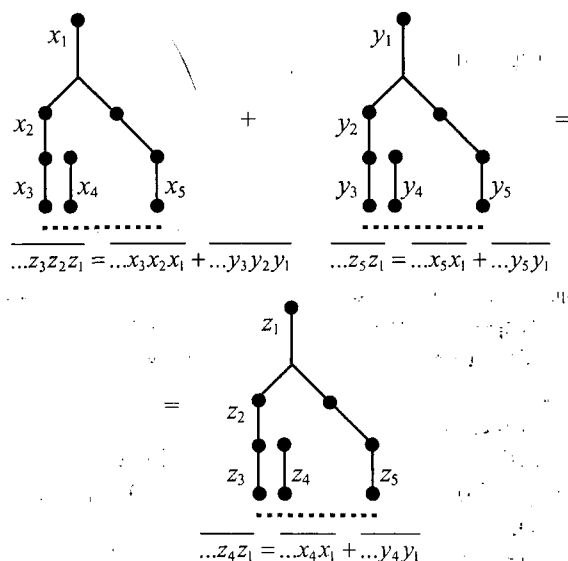 x₁ y₁
x₂ + y₂ =
x₃ x₄ x₅ y₃ y₄ y₅
...z₃z₂z₁ = ...x₃x₂x₁ + ...y₃y₂y₁ ...z₅z₁ = ...x₅x₁ + ...y₅y₁
z₁
= z₂
z₃ z₄ z₅
...z₄z₁ = ...x₄x₁ + ...y₄y₁